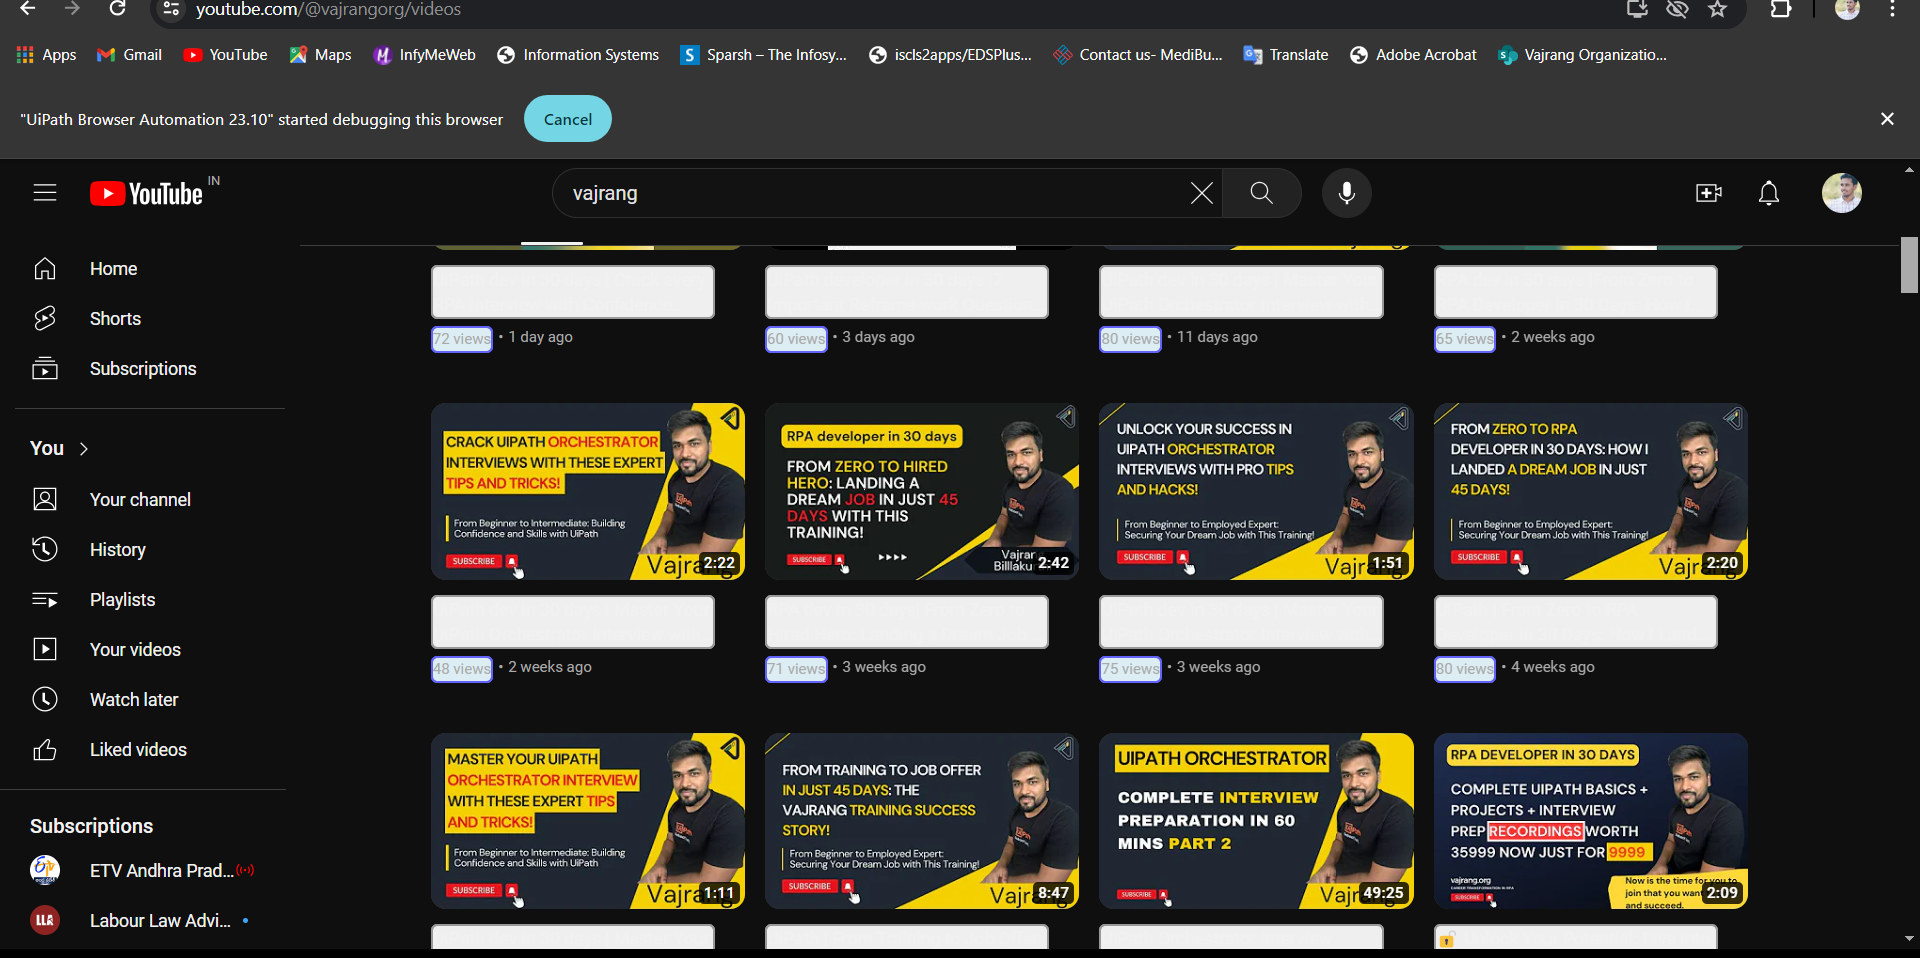 youtube.com/@vajrangorg/videos
Apps Gmail YouTube Maps InfyMeWeb Information Systems Sparsh – The Infosy... iscls2apps/EDSPlus... Contact us- MediBu... Translate Adobe Acrobat Vajrang Organizatio...
"UiPath Browser Automation 23.10" started debugging this browser Cancel
YouTube IN
vajrang
Home
Shorts
Subscriptions
You
Your channel
History
Playlists
Your videos
Watch later
Liked videos
Subscriptions
ETV Andhra Prad...
Labour Law Advi...
72 views • 1 day ago
60 views • 3 days ago
80 views • 11 days ago
65 views • 2 weeks ago
CRACK UIPATH ORCHESTRATOR
INTERVIEWS WITH THESE EXPERT
TIPS AND TRICKS!
From Beginner to Intermediate: Building
Confidence and Skills with UiPath
SUBSCRIBE
2:22
RPA developer in 30 days
FROM ZERO TO HIRED
HERO: LANDING A
DREAM JOB IN JUST 45
DAYS WITH THIS
TRAINING!
SUBSCRIBE
Billlaku
2:42
UNLOCK YOUR SUCCESS IN
UIPATH ORCHESTRATOR
INTERVIEWS WITH PRO TIPS
AND HACKS!
From Beginner to Employed Expert:
Securing Your Dream Job with This Training!
SUBSCRIBE
1:51
FROM ZERO TO RPA
DEVELOPER IN 30 DAYS: HOW I
LANDED A DREAM JOB IN JUST
45 DAYS!
From Beginner to Employed Expert:
Securing Your Dream Job with This Training!
SUBSCRIBE
2:20
48 views • 2 weeks ago
71 views • 3 weeks ago
75 views • 3 weeks ago
80 views • 4 weeks ago
MASTER YOUR UIPATH
ORCHESTRATOR INTERVIEW
WITH THESE EXPERT TIPS
AND TRICKS!
From Beginner to Intermediate: Building
Confidence and Skills with UiPath
SUBSCRIBE
1:11
FROM TRAINING TO JOB OFFER
IN JUST 45 DAYS: THE
VAJRANG TRAINING SUCCESS
STORY!
From Beginner to Employed Expert:
Securing Your Dream Job with This Training!
SUBSCRIBE
8:47
UIPATH ORCHESTRATOR
COMPLETE INTERVIEW
PREPARATION IN 60
MINS PART 2
SUBSCRIBE
49:25
RPA DEVELOPER IN 30 DAYS
COMPLETE UIPATH BASICS +
PROJECTS + INTERVIEW
PREP RECORDINGS WORTH
35999 NOW JUST FOR 9999
vajrang.org
CAREER TRANSFORMATION IN RPA
SUBSCRIBE
Now is the time for you to
join that you want
and succeed.
2:09